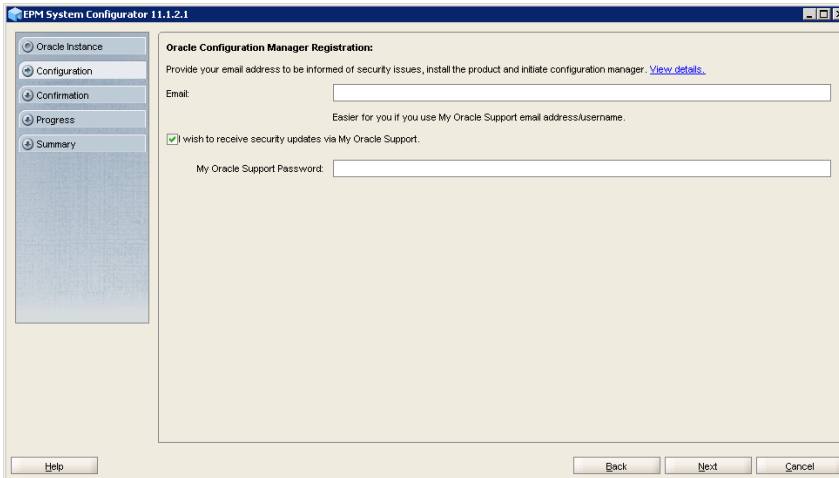 EPM System Configurator 11.1.2.1
Oracle Instance
Configuration
Confirmation
Progress
Summary
Oracle Configuration Manager Registration:
Provide your email address to be informed of security issues, install the product and initiate configuration manager. View details.
Email:
Easier for you if you use My Oracle Support email address/username.
I wish to receive security updates via My Oracle Support.
My Oracle Support Password:
Help
Back
Next
Cancel